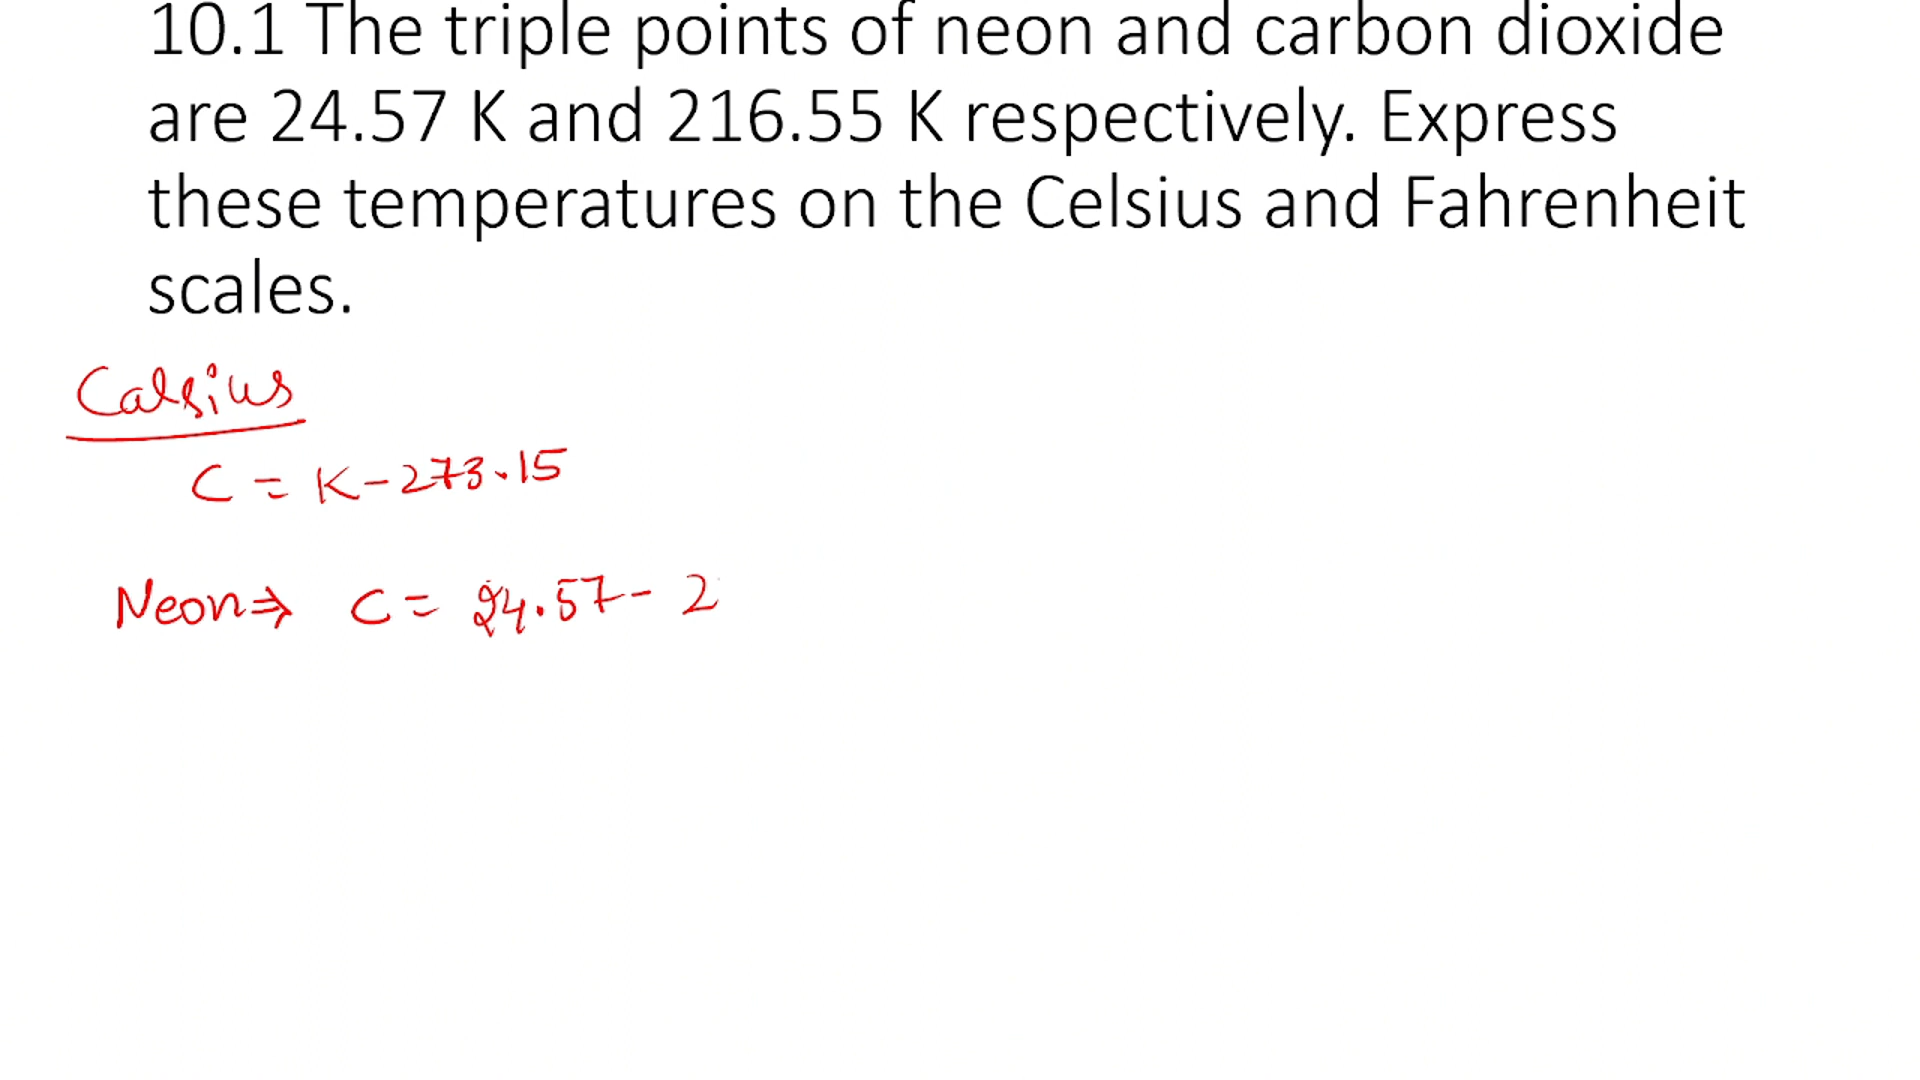 10.1 The triple points of neon and carbon dioxide
are 24.57 K and 216.55 K respectively. Express
these temperatures on the Celsius and Fahrenheit
scales.
Calsius
C = K - 273.15
Neon ⇒ C = 24.57 - 2